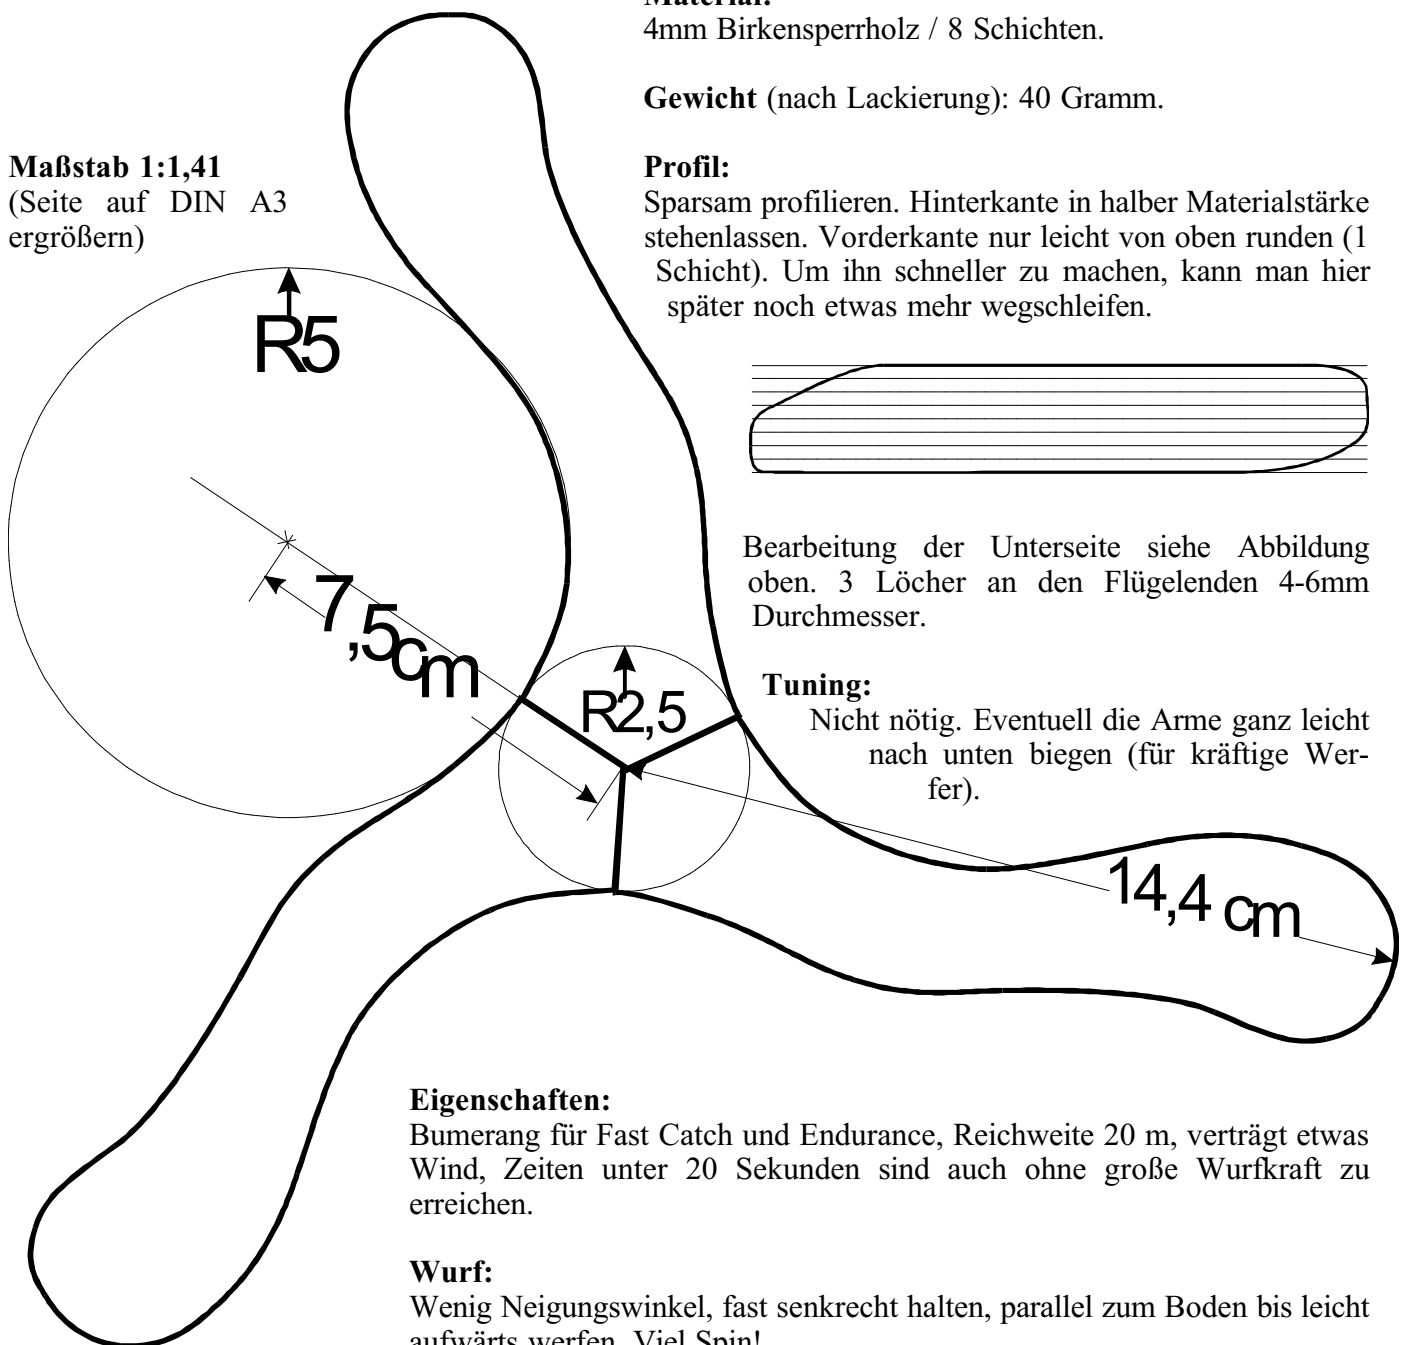 Material:
4mm Birkensperrholz / 8 Schichten.
Gewicht (nach Lackierung): 40 Gramm.
Maßstab 1:1,41
(Seite auf DIN A3
ergrößern)
Profil:
Sparsam profilieren. Hinterkante in halber Materialstärke
stehenlassen. Vorderkante nur leicht von oben runden (1
Schicht). Um ihn schneller zu machen, kann man hier
später noch etwas mehr wegschleifen.
R5
7,5cm
R2,5
14,4 cm
Bearbeitung der Unterseite siehe Abbildung
oben. 3 Löcher an den Flügelenden 4-6mm
Durchmesser.
Tuning:
Nicht nötig. Eventuell die Arme ganz leicht
nach unten biegen (für kräftige Wer-
fer).
Eigenschaften:
Bumerang für Fast Catch und Endurance, Reichweite 20 m, verträgt etwas
Wind, Zeiten unter 20 Sekunden sind auch ohne große Wurfkraft zu
erreichen.
Wurf:
Wenig Neigungswinkel, fast senkrecht halten, parallel zum Boden bis leicht
aufwärts werfen. Viel Spin!